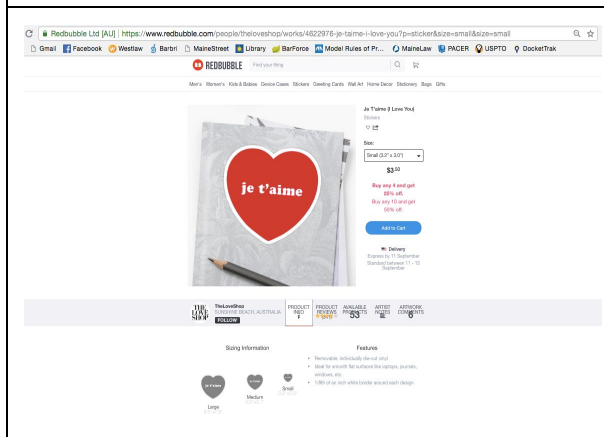 Redbubble Ltd [AU] | https://www.redbubble.com/people/theloveshop/works/4622976-je-taime-i-love-you?p=sticker&size=small&size=small
Gmail Facebook Westlaw Barbri MaineStreet Library BarForce Model Rules of Pr... MaineLaw PACER USPTO DocketTrak
REDBUBBLE Find your thing
Men's Women's Kids & Babies Device Cases Stickers Greeting Cards Wall Art Home Decor Stationery Bags Gifts
Je T'aime (I Love You)
Stickers
Size:
Small (3.2" x 3.0")
$3.50
Buy any 4 and get
20% off.
Buy any 10 and get
50% off.
Add to Cart
Delivery
Express by 11 September
Standard between 11 - 13
September
je t'aime
THE
LOVE
SHOP
TheLoveShop
SUNSHINE BEACH, AUSTRALIA
FOLLOW
PRODUCT
INFO
PRODUCT
REVIEWS
AVAILABLE
PRODUCTS
53
ARTIST
NOTES
ARTWORK
COMMENTS
6
Sizing Information
je t'aime
Large
Medium
Small
Features
Removable, individually die-cut vinyl
Ideal for smooth flat surfaces like laptops, journals,
windows, etc.
1/8th of an inch white border around each design